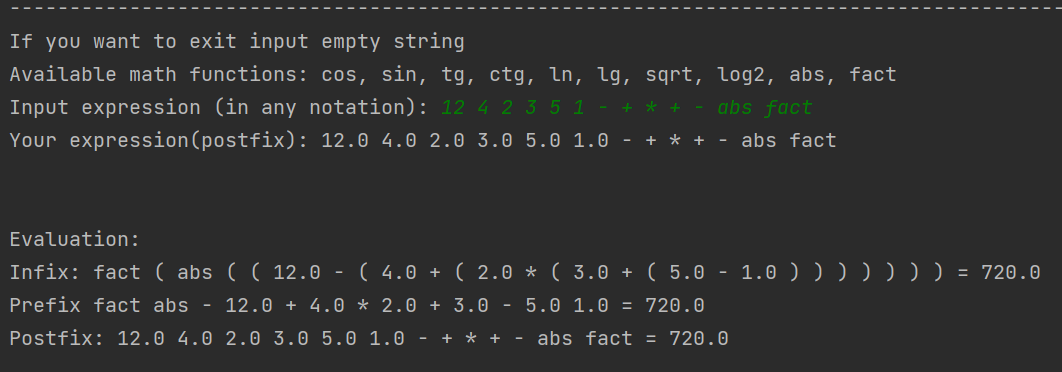 If you want to exit input empty string
Available math functions: cos, sin, tg, ctg, ln, lg, sqrt, log2, abs, fact
Input expression (in any notation): 12 4 2 3 5 1 - + * + - abs fact
Your expression(postfix): 12.0 4.0 2.0 3.0 5.0 1.0 - + * + - abs fact
Evaluation:
Infix: fact ( abs ( ( 12.0 - ( 4.0 + ( 2.0 * ( 3.0 + ( 5.0 - 1.0 ) ) ) ) ) ) ) = 720.0
Prefix fact abs - 12.0 + 4.0 * 2.0 + 3.0 - 5.0 1.0 = 720.0
Postfix: 12.0 4.0 2.0 3.0 5.0 1.0 - + * + - abs fact = 720.0